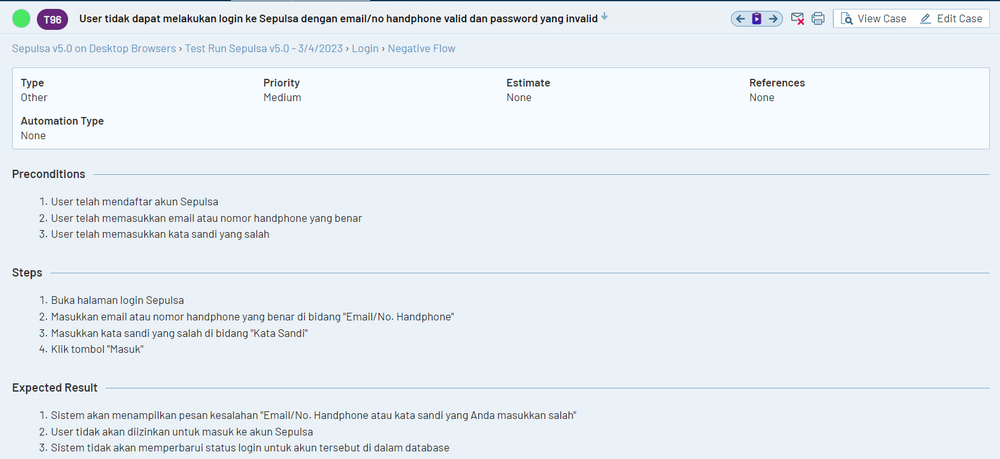 T96 User tidak dapat melakukan login ke Sepulsa dengan email/no handphone valid dan password yang invalid
View Case Edit Case
Sepulsa v5.0 on Desktop Browsers › Test Run Sepulsa v5.0 - 3/4/2023 › Login › Negative Flow
Type Priority Estimate References
Other Medium None None
Automation Type
None
Preconditions
1. User telah mendaftar akun Sepulsa
2. User telah memasukkan email atau nomor handphone yang benar
3. User telah memasukkan kata sandi yang salah
Steps
1. Buka halaman login Sepulsa
2. Masukkan email atau nomor handphone yang benar di bidang "Email/No. Handphone"
3. Masukkan kata sandi yang salah di bidang "Kata Sandi"
4. Klik tombol "Masuk"
Expected Result
1. Sistem akan menampilkan pesan kesalahan "Email/No. Handphone atau kata sandi yang Anda masukkan salah"
2. User tidak akan diizinkan untuk masuk ke akun Sepulsa
3. Sistem tidak akan memperbarui status login untuk akun tersebut di dalam database